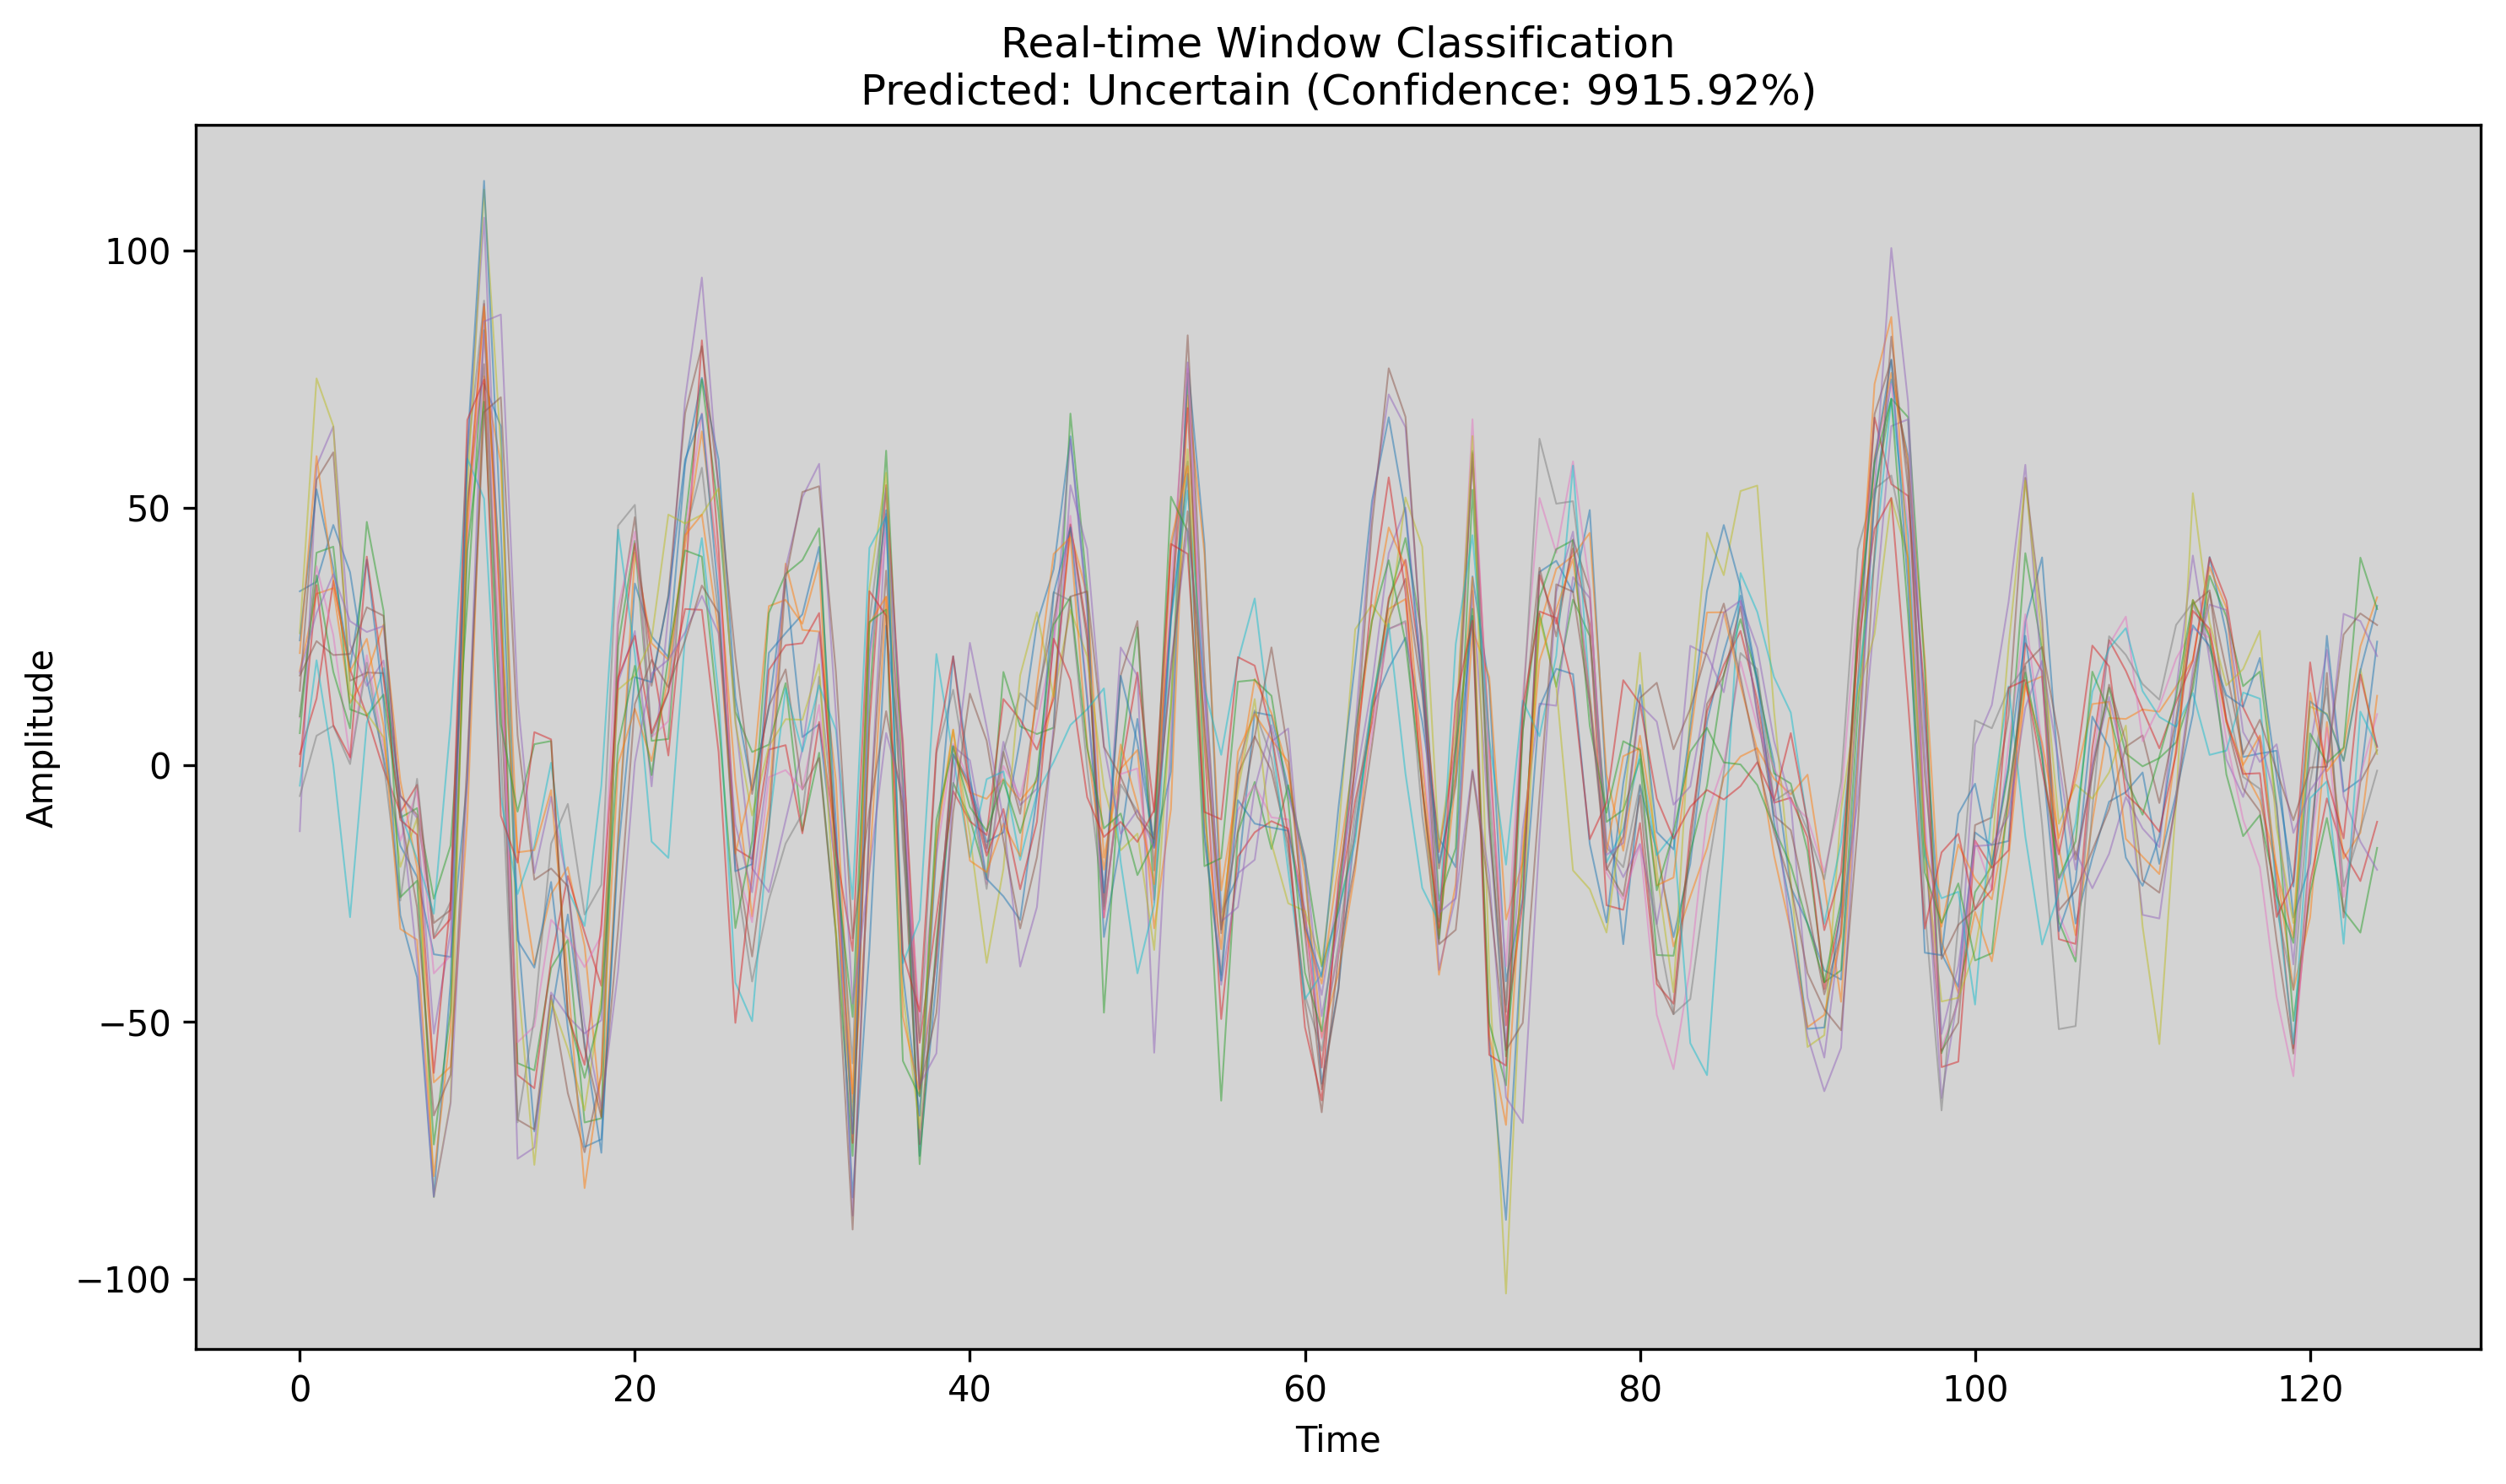 Real-time Window Classification
Predicted: Uncertain (Confidence: 9915.92%)
100
50
0
−50
−100
Amplitude
0 20 40 60 80 100 120
Time